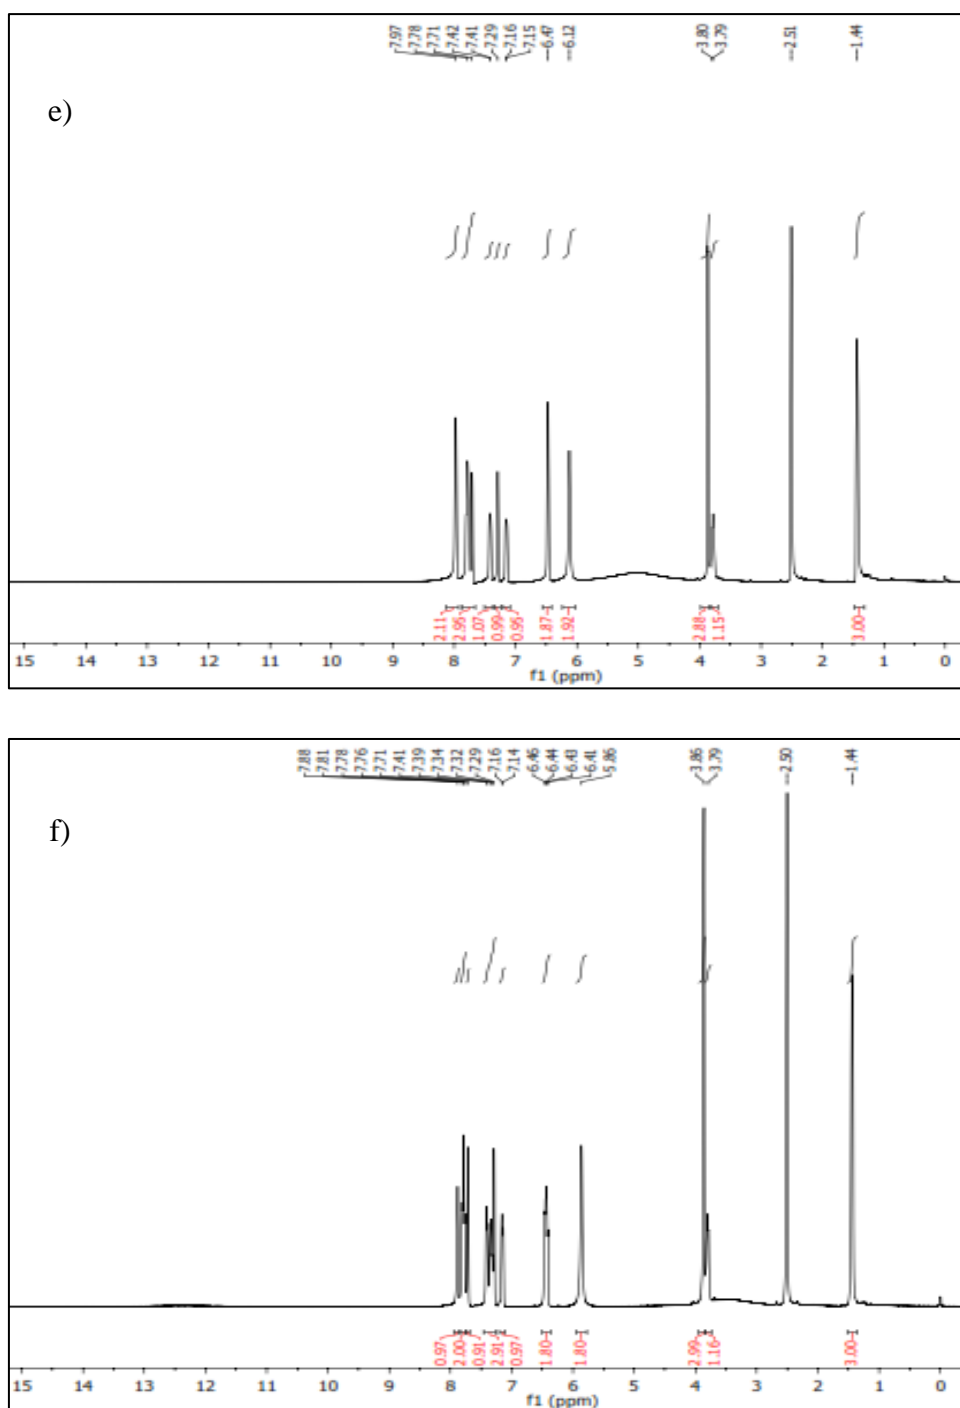 7.97 7.78 7.71 7.42 7.41 7.29 7.16 7.15 6.47 6.12 3.80 3.79 2.51 1.44
e)
2.11 2.95 1.07 0.99 0.95 1.87 1.92 2.88 1.15 3.00
15 14 13 12 11 10 9 8 7 6 5 4 3 2 1 0
f1 (ppm)
7.88 7.81 7.78 7.76 7.71 7.41 7.39 7.34 7.32 7.29 7.16 7.14 6.46 6.44 6.43 6.41 5.86 3.86 3.79 2.50 1.44
f)
0.97 2.00 0.91 2.91 0.97 1.80 1.80 2.99 1.16 3.00
15 14 13 12 11 10 9 8 7 6 5 4 3 2 1 0
f1 (ppm)